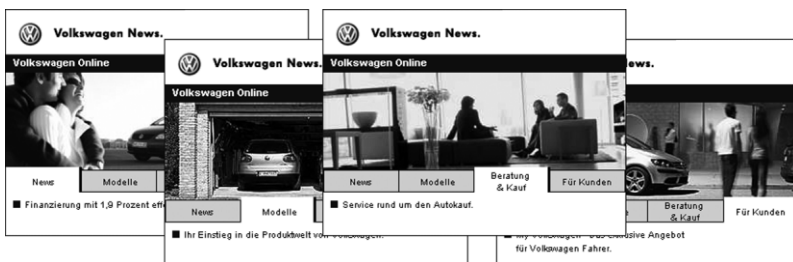 Volkswagen News.
Volkswagen Online
News Modelle
Finanzierung mit 1,9 Prozent
Volkswagen News.
Volkswagen Online
News Modelle
Ihr Einstieg in die Produktwelt von Volkswagen.
Volkswagen News.
Volkswagen Online
News Modelle Beratung & Kauf Für Kunden
Service rund um den Autokauf.
Beratung & Kauf Für Kunden
My Volkswagen - Das exklusive Angebot
für Volkswagen Fahrer.